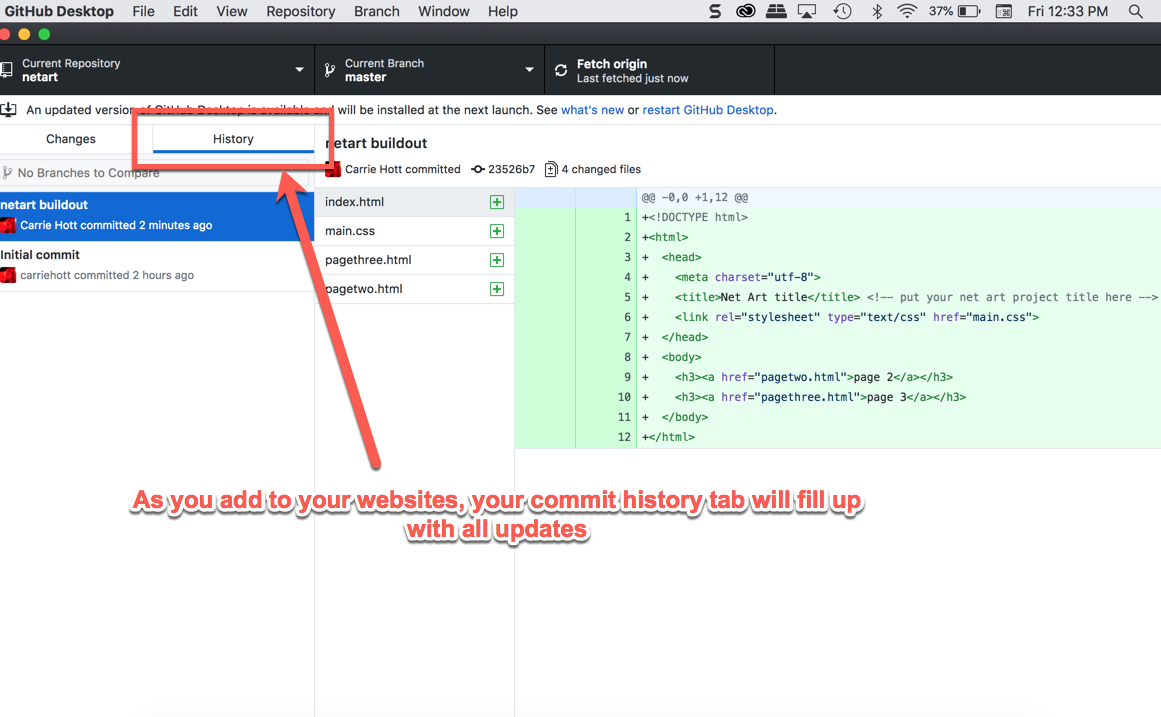 GitHub Desktop File Edit View Repository Branch Window Help 37% Fri 12:33 PM
Current Repository
netart
Current Branch
master
Fetch origin
Last fetched just now
An updated version of GitHub Desktop is available and will be installed at the next launch. See what's new or restart GitHub Desktop.
Changes
History
No Branches to Compare
netart buildout
Carrie Hott committed 2 minutes ago
Initial commit
carriehott committed 2 hours ago
netart buildout
Carrie Hott committed 23526b7 4 changed files
index.html
main.css
pagethree.html
pagetwo.html
@@ -0,0 +1,12 @@
1 +<!DOCTYPE html>
2 +<html>
3 + <head>
4 + <meta charset="utf-8">
5 + <title>Net Art title</title> <!-- put your net art project title here -->
6 + <link rel="stylesheet" type="text/css" href="main.css">
7 + </head>
8 + <body>
9 + <h3><a href="pagetwo.html">page 2</a></h3>
10 + <h3><a href="pagethree.html">page 3</a></h3>
11 + </body>
12 +</html>
As you add to your websites, your commit history tab will fill up
with all updates